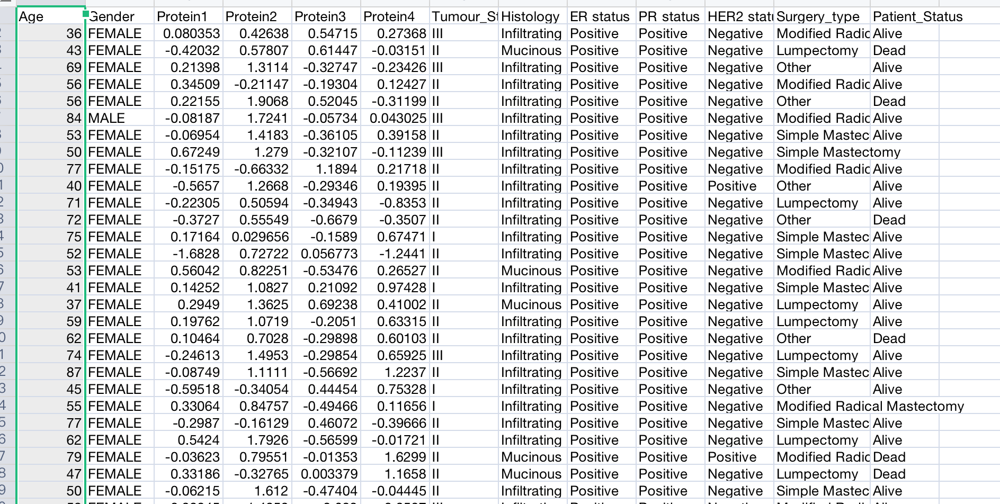 Age Gender Protein1 Protein2 Protein3 Protein4 Tumour_St Histology ER status PR status HER2 statu Surgery_type Patient_Status
36 FEMALE 0.080353 0.42638 0.54715 0.27368 III Infiltrating Positive Positive Negative Modified Radic Alive
43 FEMALE -0.42032 0.57807 0.61447 -0.03151 II Mucinous Positive Positive Negative Lumpectomy Dead
69 FEMALE 0.21398 1.3114 -0.32747 -0.23426 III Infiltrating Positive Positive Negative Other Alive
56 FEMALE 0.34509 -0.21147 -0.19304 0.12427 II Infiltrating Positive Positive Negative Modified Radic Alive
56 FEMALE 0.22155 1.9068 0.52045 -0.31199 II Infiltrating Positive Positive Negative Other Dead
84 MALE -0.08187 1.7241 -0.05734 0.043025 III Infiltrating Positive Positive Negative Modified Radic Alive
53 FEMALE -0.06954 1.4183 -0.36105 0.39158 II Infiltrating Positive Positive Negative Simple Mastec Alive
50 FEMALE 0.67249 1.279 -0.32107 -0.11239 III Infiltrating Positive Positive Negative Simple Mastectomy
77 FEMALE -0.15175 -0.66332 1.1894 0.21718 II Infiltrating Positive Positive Negative Modified Radic Alive
40 FEMALE -0.5657 1.2668 -0.29346 0.19395 II Infiltrating Positive Positive Positive Other Alive
71 FEMALE -0.22305 0.50594 -0.34943 -0.8353 II Infiltrating Positive Positive Negative Lumpectomy Alive
72 FEMALE -0.3727 0.55549 -0.6679 -0.3507 II Infiltrating Positive Positive Negative Other Dead
75 FEMALE 0.17164 0.029656 -0.1589 0.67471 I Infiltrating Positive Positive Negative Simple Mastec Alive
52 FEMALE -1.6828 0.72722 0.056773 -1.2441 II Infiltrating Positive Positive Negative Simple Mastec Alive
53 FEMALE 0.56042 0.82251 -0.53476 0.26527 II Mucinous Positive Positive Negative Modified Radic Alive
41 FEMALE 0.14252 1.0827 0.21092 0.97428 I Infiltrating Positive Positive Negative Simple Mastec Alive
37 FEMALE 0.2949 1.3625 0.69238 0.41002 II Mucinous Positive Positive Negative Lumpectomy Alive
59 FEMALE 0.19762 1.0719 -0.2051 0.63315 II Infiltrating Positive Positive Negative Lumpectomy Alive
62 FEMALE 0.10464 0.7028 -0.29898 0.60103 II Infiltrating Positive Positive Negative Other Dead
74 FEMALE -0.24613 1.4953 -0.29854 0.65925 III Infiltrating Positive Positive Negative Lumpectomy Alive
87 FEMALE -0.08749 1.1111 -0.56692 1.2237 II Infiltrating Positive Positive Negative Simple Mastec Alive
45 FEMALE -0.59518 -0.34054 0.44454 0.75328 I Infiltrating Positive Positive Negative Other Alive
55 FEMALE 0.33064 0.84757 -0.49466 0.11656 I Infiltrating Positive Positive Negative Modified Radical Mastectomy
77 FEMALE -0.2987 -0.16129 0.46072 -0.39666 II Infiltrating Positive Positive Negative Simple Mastec Alive
62 FEMALE 0.5424 1.7926 -0.56599 -0.01721 II Infiltrating Positive Positive Negative Lumpectomy Alive
79 FEMALE -0.03623 0.79551 -0.01353 1.6299 II Mucinous Positive Positive Positive Modified Radic Dead
47 FEMALE 0.33186 -0.32765 0.003379 1.1658 II Mucinous Positive Positive Negative Lumpectomy Dead
50 FEMALE -0.06215 1.612 -0.47404 -0.04445 II Infiltrating Positive Positive Negative Simple Mastec Alive